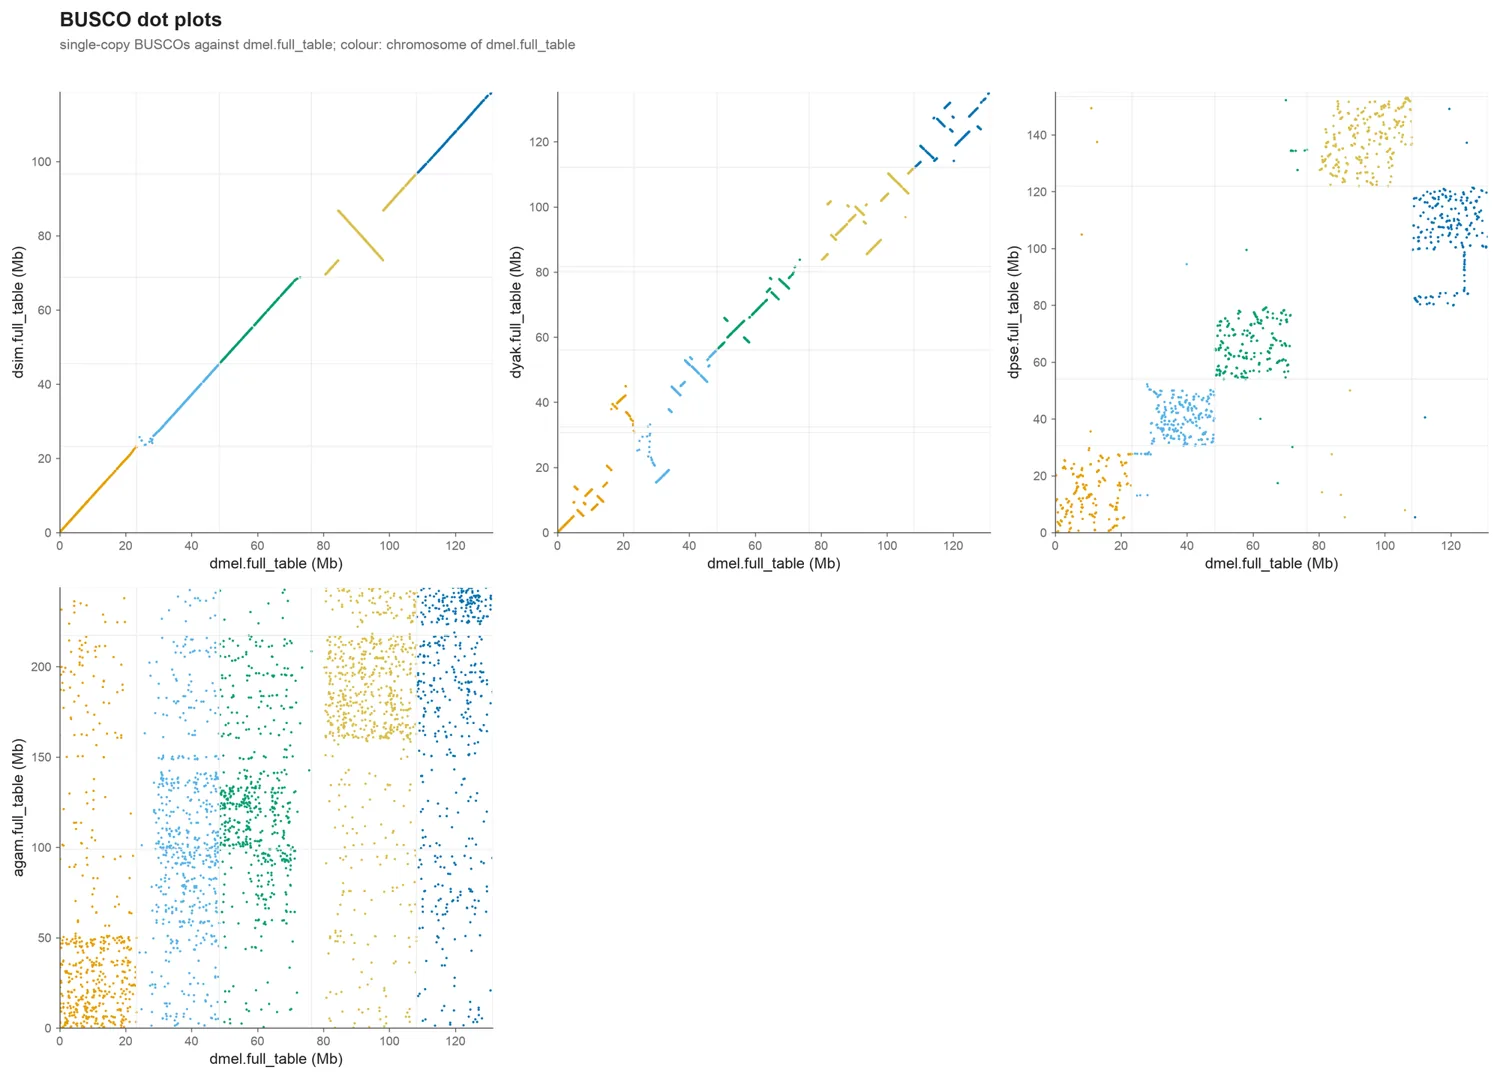 BUSCO dot plots
single-copy BUSCOs against dmel.full_table; colour: chromosome of dmel.full_table
dsim.full_table (Mb)
100
80
60
40
20
0
0 20 40 60 80 100 120
dmel.full_table (Mb)
dyak.full_table (Mb)
120
100
80
60
40
20
0
0 20 40 60 80 100 120
dmel.full_table (Mb)
dpse.full_table (Mb)
140
120
100
80
60
40
20
0
0 20 40 60 80 100 120
dmel.full_table (Mb)
agam.full_table (Mb)
200
150
100
50
0
0 20 40 60 80 100 120
dmel.full_table (Mb)